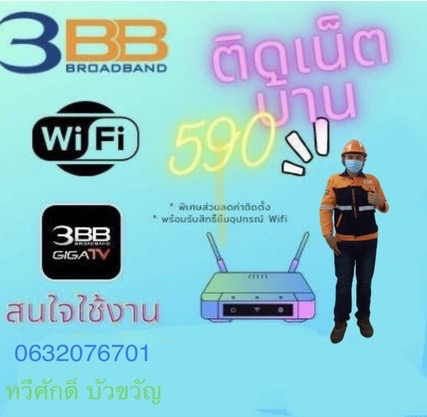 3BB
BROADBAND
ติดเน็ต
บ้าน
WiFi
590
* พิเศษส่วนลดค่าติดตั้ง
* พร้อมรับสิทธิ์ยืมอุปกรณ์ Wifi
3BB
BROADBAND
GIGATV
สนใจใช้งาน
0632076701
ทวีศักดิ์ บัวขวัญ